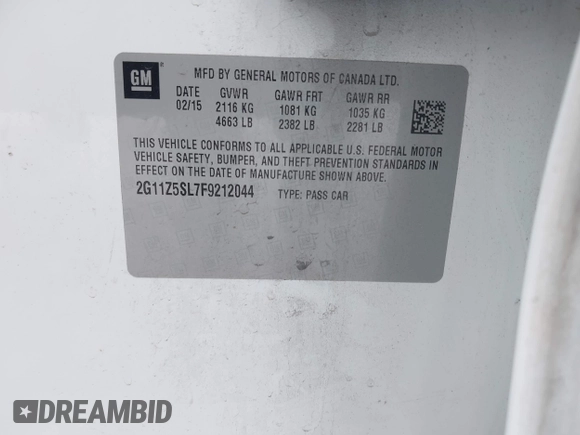 GM
MFD BY GENERAL MOTORS OF CANADA LTD.
DATE GVWR GAWR FRT GAWR RR
02/15 2116 KG 1081 KG 1035 KG
4663 LB 2382 LB 2281 LB
THIS VEHICLE CONFORMS TO ALL APPLICABLE U.S. FEDERAL MOTOR
VEHICLE SAFETY, BUMPER, AND THEFT PREVENTION STANDARDS IN
EFFECT ON THE DATE OF MANUFACTURE SHOWN ABOVE.
2G11Z5SL7F9212044 TYPE: PASS CAR
DREAMBID